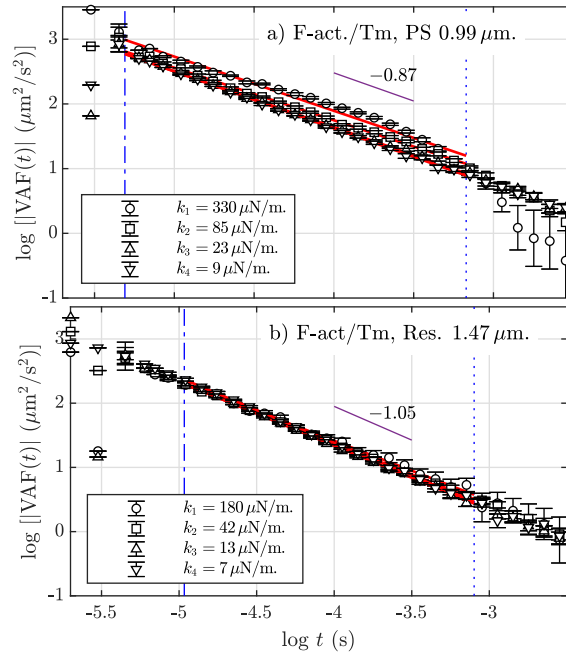 a) F-act./Tm, PS 0.99 μm.
−0.87
log [|VAF(t)| (μm²/s²)]
3
2
1
0
-1
k₁ = 330 μN/m.
k₂ = 85 μN/m.
k₃ = 23 μN/m.
k₄ = 9 μN/m.
b) F-act/Tm, Res. 1.47 μm.
−1.05
log [|VAF(t)| (μm²/s²)]
3
2
1
0
-1
k₁ = 180 μN/m.
k₂ = 42 μN/m.
k₃ = 13 μN/m.
k₄ = 7 μN/m.
-5.5 -5 -4.5 -4 -3.5 -3
log t (s)